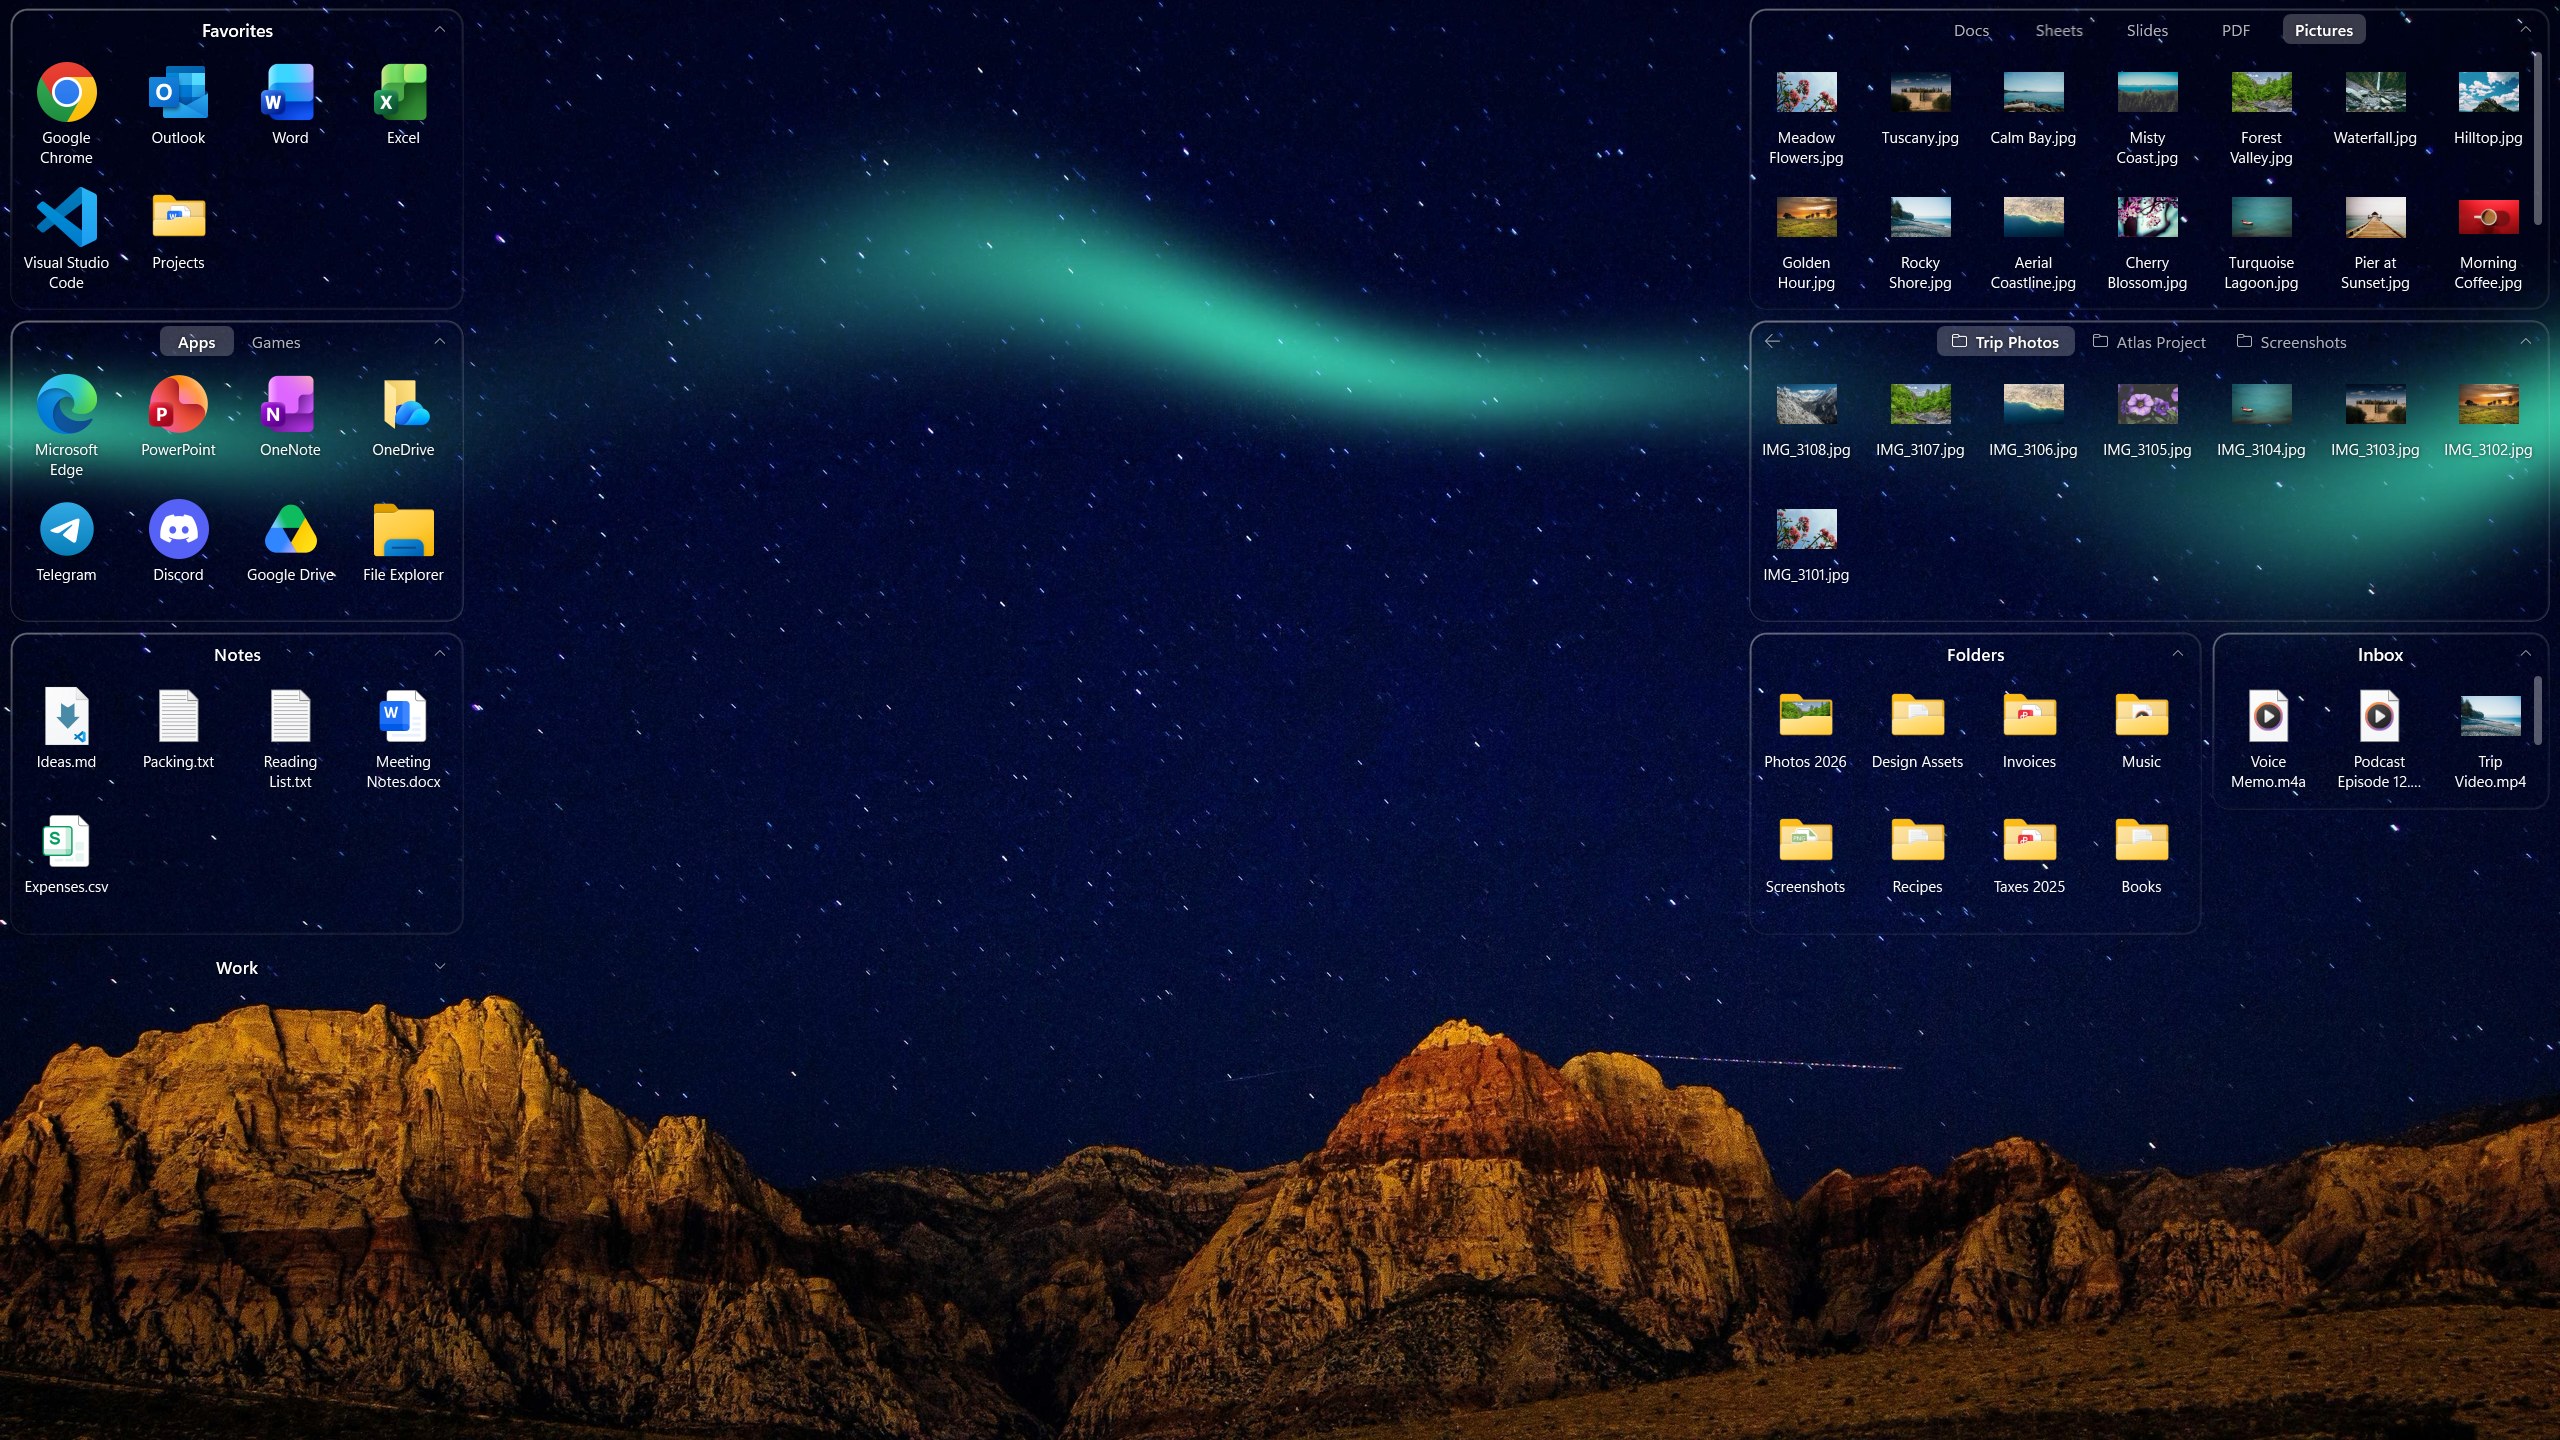 Favorites
Google Chrome
Outlook
Word
Excel
Visual Studio Code
Projects
Apps
Games
Microsoft Edge
PowerPoint
OneNote
OneDrive
Telegram
Discord
Google Drive
File Explorer
Notes
Ideas.md
Packing.txt
Reading List.txt
Meeting Notes.docx
Expenses.csv
Work
Docs
Sheets
Slides
PDF
Pictures
Meadow Flowers.jpg
Tuscany.jpg
Calm Bay.jpg
Misty Coast.jpg
Forest Valley.jpg
Waterfall.jpg
Hilltop.jpg
Golden Hour.jpg
Rocky Shore.jpg
Aerial Coastline.jpg
Cherry Blossom.jpg
Turquoise Lagoon.jpg
Pier at Sunset.jpg
Morning Coffee.jpg
Trip Photos
Atlas Project
Screenshots
IMG_3108.jpg
IMG_3107.jpg
IMG_3106.jpg
IMG_3105.jpg
IMG_3104.jpg
IMG_3103.jpg
IMG_3102.jpg
IMG_3101.jpg
Folders
Photos 2026
Design Assets
Invoices
Music
Screenshots
Recipes
Taxes 2025
Books
Inbox
Voice Memo.m4a
Podcast Episode 12....
Trip Video.mp4